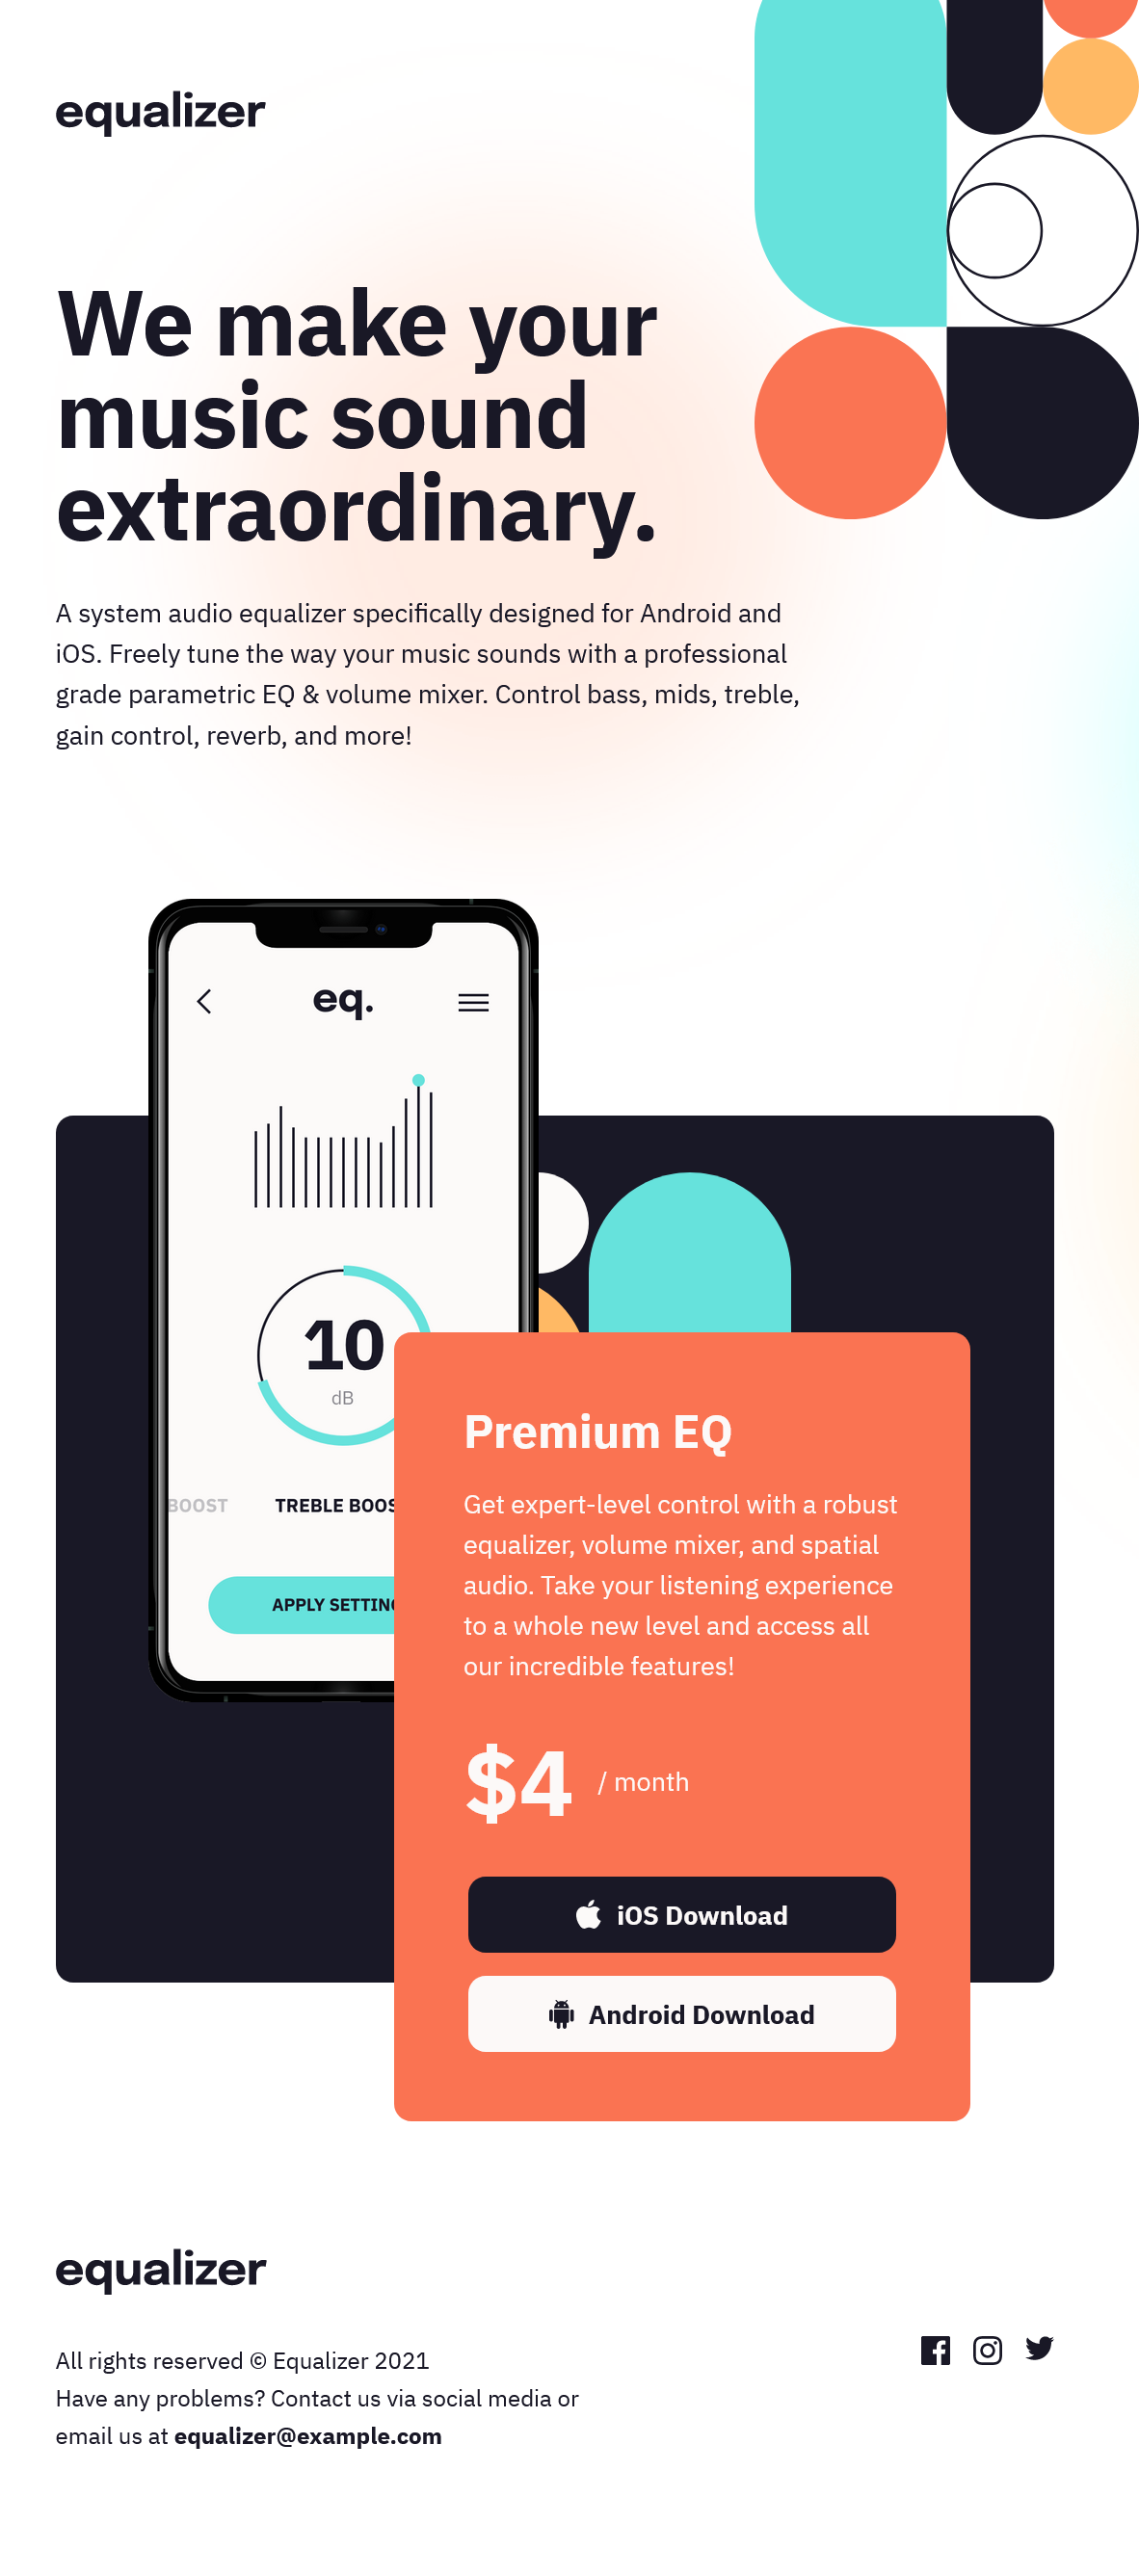 equalizer
We make your
music sound
extraordinary.
A system audio equalizer specifically designed for Android and
iOS. Freely tune the way your music sounds with a professional
grade parametric EQ & volume mixer. Control bass, mids, treble,
gain control, reverb, and more!
eq.
10
dB
BOOST TREBLE BOOS
APPLY SETTING
Premium EQ
Get expert-level control with a robust
equalizer, volume mixer, and spatial
audio. Take your listening experience
to a whole new level and access all
our incredible features!
$4 / month
iOS Download
Android Download
equalizer
All rights reserved © Equalizer 2021
Have any problems? Contact us via social media or
email us at equalizer@example.com